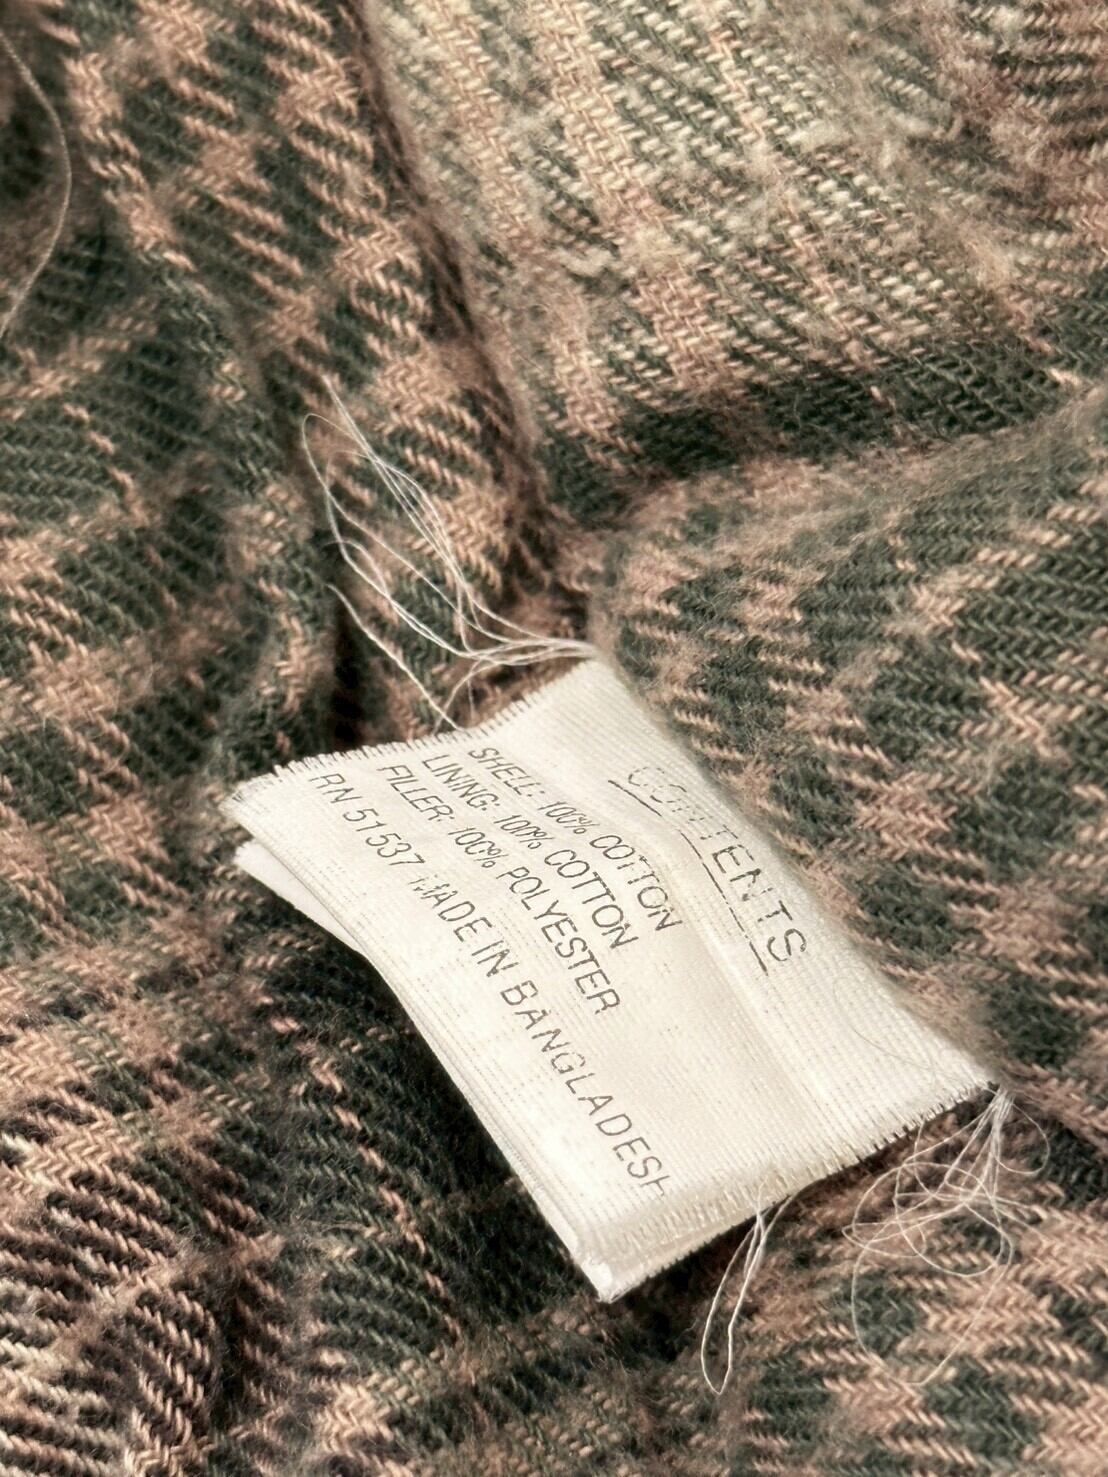 CONTENTS
SHELL: 100% COTTON
LINING: 100% COTTON
FILLER: 100% POLYESTER
RN 51537 MADE IN BANGLADESH